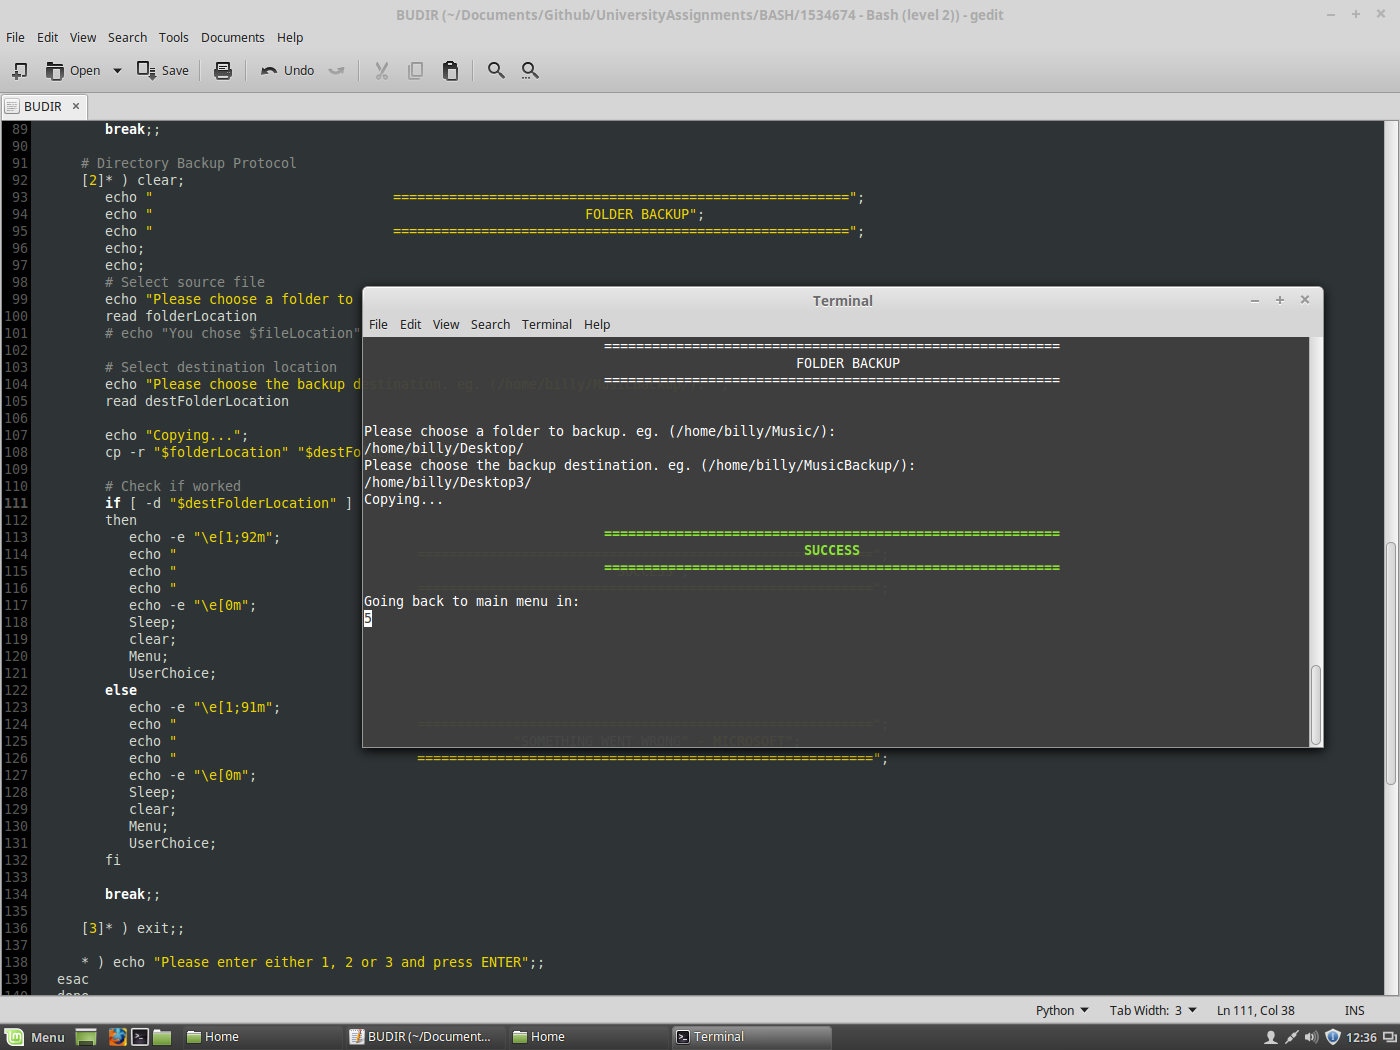 BUDIR (~/Documents/Github/UniversityAssignments/BASH/1534674 - Bash (level 2)) - gedit
File Edit View Search Tools Documents Help
Open Save Undo
BUDIR
89 break;;
90
91 # Directory Backup Protocol
92 [2]* ) clear;
93 echo " =========================================================";
94 echo " FOLDER BACKUP";
95 echo " =========================================================";
96 echo;
97 echo;
98 # Select source file
99 echo "Please choose a folder to
100 read folderLocation
101 # echo "You chose $fileLocation"
102
103 # Select destination location
104 echo "Please choose the backup destination. eg. (/home/billy/
105 read destFolderLocation
106
107 echo "Copying...";
108 cp -r "$folderLocation" "$destFo
109
110 # Check if worked
111 if [ -d "$destFolderLocation" ]
112 then
113 echo -e "\e[1;92m";
114 echo " =========================================================";
115 echo "
116 echo " =========================================================";
117 echo -e "\e[0m";
118 Sleep;
119 clear;
120 Menu;
121 UserChoice;
122 else
123 echo -e "\e[1;91m";
124 echo " =========================================================";
125 echo " "SOMETHING WENT WRONG" - MICROSOFT";
126 echo " =========================================================";
127 echo -e "\e[0m";
128 Sleep;
129 clear;
130 Menu;
131 UserChoice;
132 fi
133
134 break;;
135
136 [3]* ) exit;;
137
138 * ) echo "Please enter either 1, 2 or 3 and press ENTER";;
139 esac
140 done
Terminal
File Edit View Search Terminal Help
=========================================================
FOLDER BACKUP
=========================================================
Please choose a folder to backup. eg. (/home/billy/Music/):
/home/billy/Desktop/
Please choose the backup destination. eg. (/home/billy/MusicBackup/):
/home/billy/Desktop3/
Copying...
=========================================================
SUCCESS
=========================================================
Going back to main menu in:
5
Python Tab Width: 3 Ln 111, Col 38 INS
Menu Home BUDIR (~/Document... Home Terminal 12:36